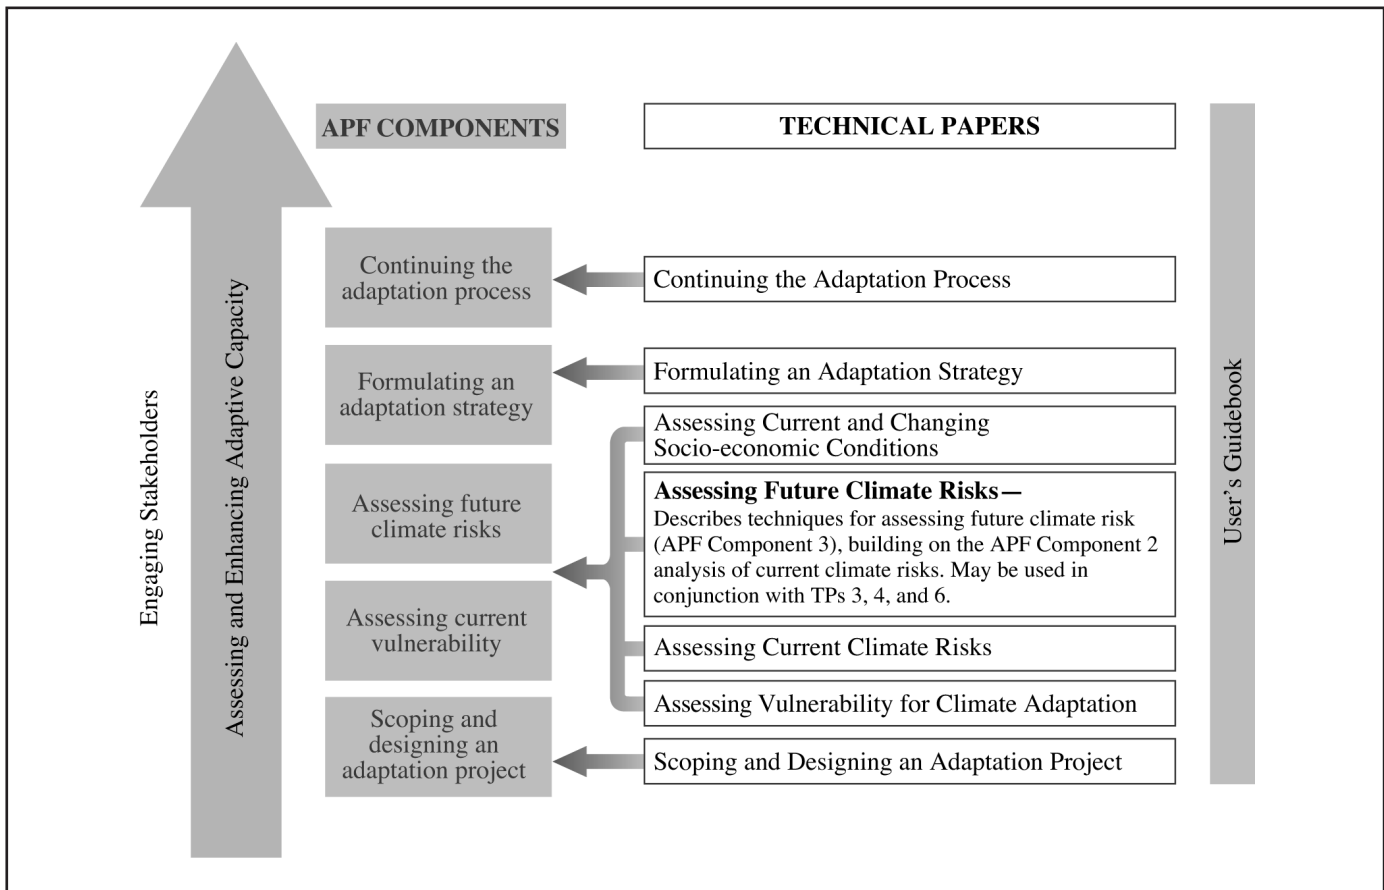 APF COMPONENTS
TECHNICAL PAPERS
Engaging Stakeholders
Assessing and Enhancing Adaptive Capacity
Continuing the
adaptation process
Continuing the Adaptation Process
Formulating an
adaptation strategy
Formulating an Adaptation Strategy
Assessing Current and Changing
Socio-economic Conditions
Assessing future
climate risks
Assessing Future Climate Risks—
Describes techniques for assessing future climate risk
(APF Component 3), building on the APF Component 2
analysis of current climate risks. May be used in
conjunction with TPs 3, 4, and 6.
Assessing current
vulnerability
Assessing Current Climate Risks
Assessing Vulnerability for Climate Adaptation
Scoping and
designing an
adaptation project
Scoping and Designing an Adaptation Project
User's Guidebook